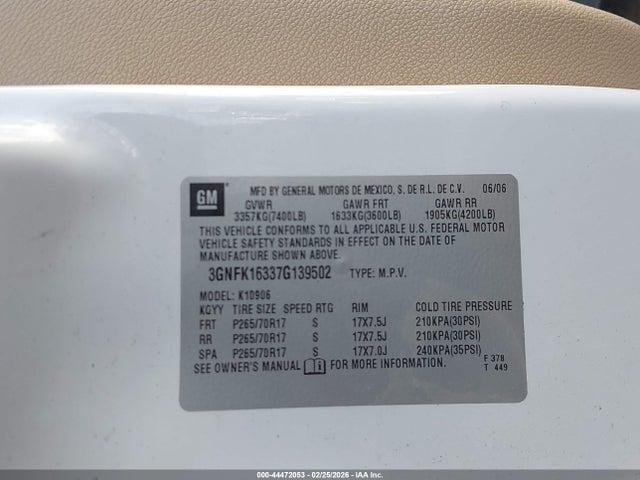 GM
MFD BY GENERAL MOTORS DE MEXICO, S. DE R.L. DE C.V. 06/06
GVWR GAWR FRT GAWR RR
3357KG(7400LB) 1633KG(3600LB) 1905KG(4200LB)
THIS VEHICLE CONFORMS TO ALL APPLICABLE U.S. FEDERAL MOTOR
VEHICLE SAFETY STANDARDS IN EFFECT ON THE DATE OF
MANUFACTURE SHOWN ABOVE.
3GNFK16337G139502 TYPE: M.P.V.
MODEL: K10906
KGYY TIRE SIZE SPEED RTG RIM COLD TIRE PRESSURE
FRT P265/70R17 S 17X7.5J 210KPA(30PSI)
RR P265/70R17 S 17X7.5J 210KPA(30PSI)
SPA P265/70R17 S 17X7.0J 240KPA(35PSI)
SEE OWNER'S MANUAL i FOR MORE INFORMATION.
F 378
T 449
000-44472053 - 02/25/2026 - IAA Inc.